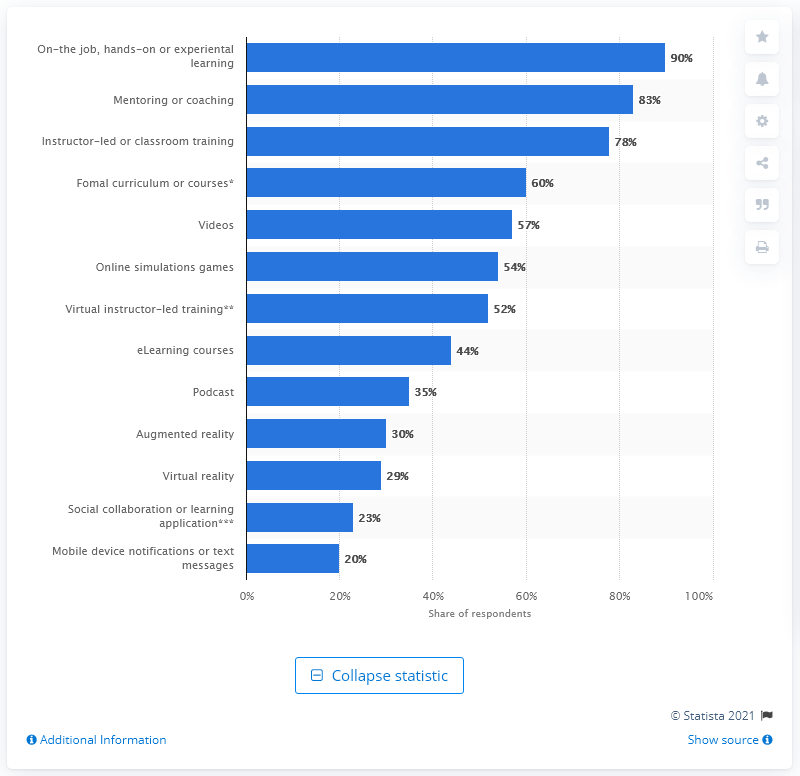 On-the job, hands-on or experiential
learning
90%
Mentoring or coaching
83%
Instructor-led or classroom training
78%
Fomal curriculum or courses*
60%
Videos
57%
Online simulations games
54%
Virtual instructor-led training**
52%
eLearning courses
44%
Podcast
35%
Augmented reality
30%
Virtual reality
29%
Social collaboration or learning
application***
23%
Mobile device notifications or text
messages
20%
0% 20% 40% 60% 80% 100%
Share of respondents
Collapse statistic
© Statista 2021
Additional Information
Show source